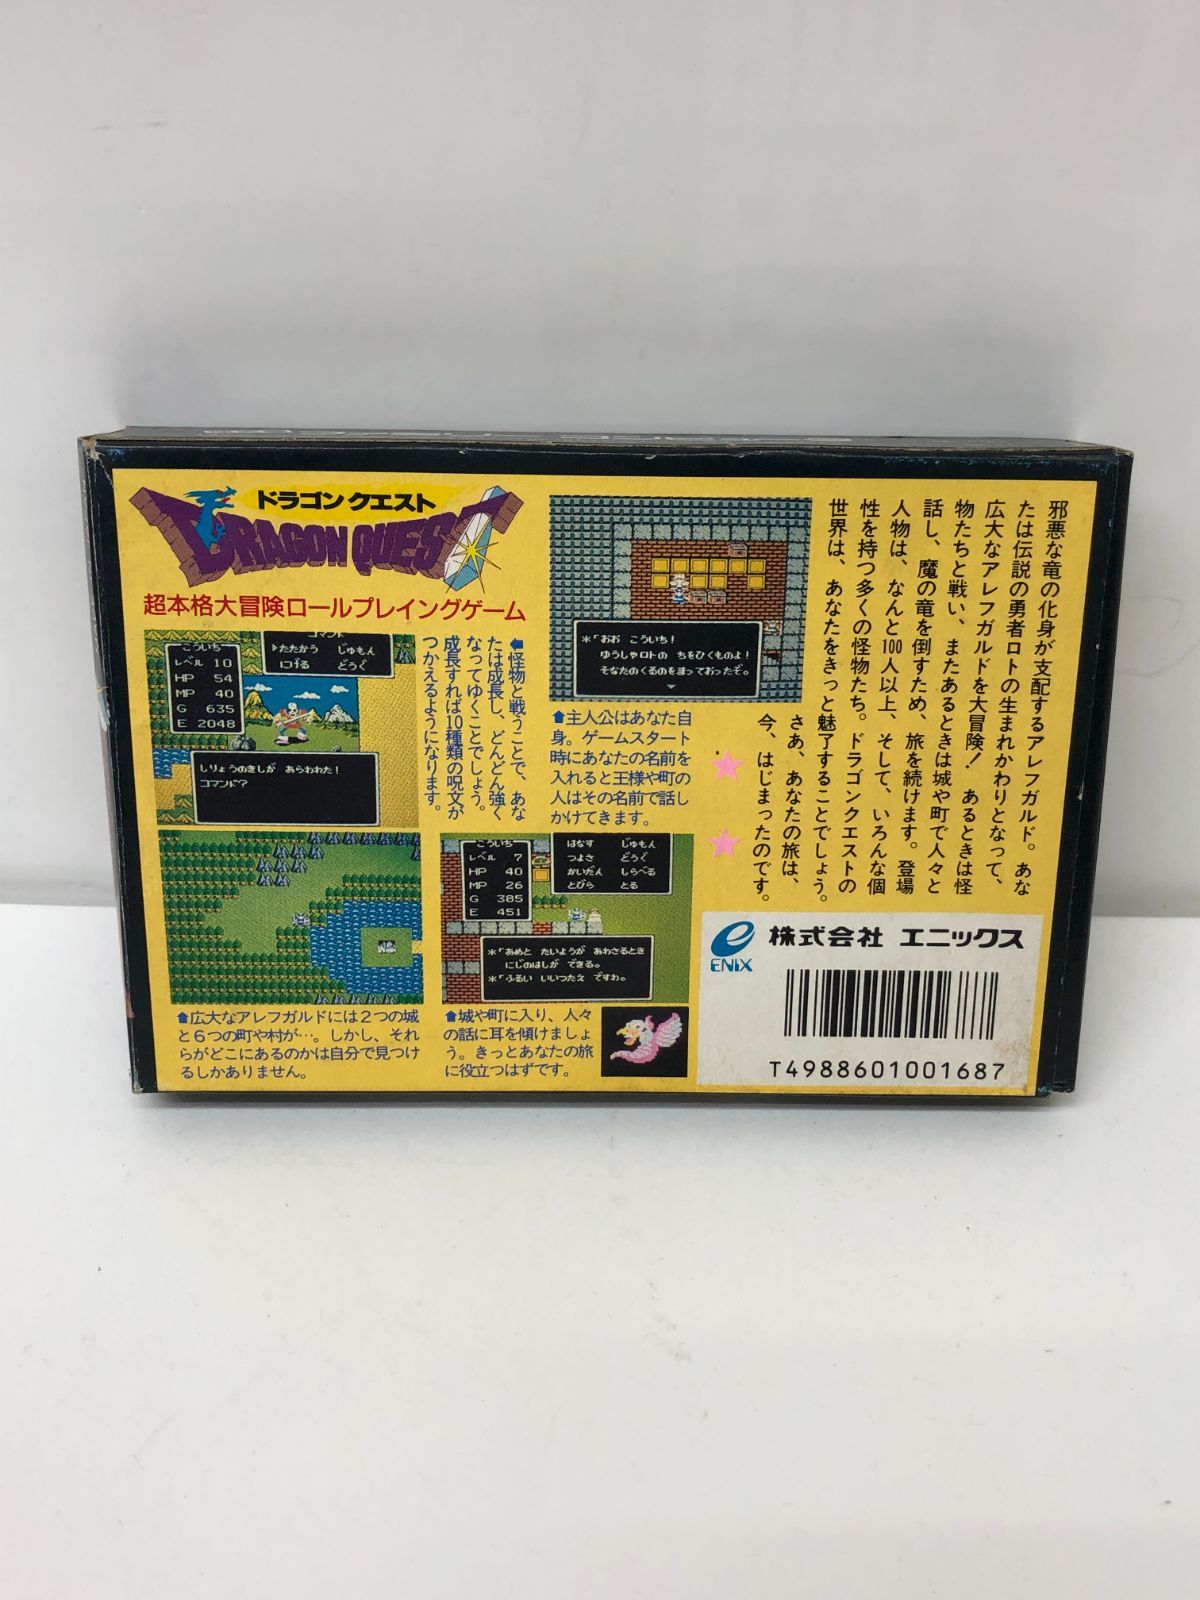 ドラゴンクエスト
DRAGON QUEST
超本格大冒険ロールプレイングゲーム
邪悪な竜の化身が支配するアレフガルド。あな
たは伝説の勇者ロトの生まれかわりとなって、
広大なアレフガルドを大冒険! あるときは怪
物たちと戦い、またあるときは城や町で人々と
話し、魔の竜を倒すため、旅を続けます。登場
人物は、なんと100人以上、そして、いろんな個
性を持つ多くの怪物たち。ドラゴンクエストの
世界は、あなたをきっと魅了することでしょう。
さあ、あなたの旅は、
今、はじまったのです。
*「おお こういち!
ゆうしゃロトの ちをひくものよ!
そなたのくるのをまっておったぞ。
⬆主人公はあなた自
身。ゲームスタート
時にあなたの名前を
入れると王様や町の
人はその名前で話し
かけてきます。
こういち
レベル 10
HP 54
MP 40
G 635
E 2048
コマンド
たたかう じゅもん
にげる どうぐ
しりょうのきしが あらわれた!
コマンド?
⬅怪物と戦うことで、あな
たは成長し、どんどん強く
なってゆくことでしょう。
成長すれば10種類の呪文が
つかえるようになります。
⬆広大なアレフガルドには2つの城
と6つの町や村が…。しかし、それ
らがどこにあるのかは自分で見つけ
るしかありません。
こういち
レベル 7
HP 40
MP 26
G 385
E 451
はなす じゅもん
つよさ どうぐ
かいだん しらべる
とびら とる
*「あめと たいようが あわさるとき
にじのはしが できる。
*「ふるい いいつたえ ですわ。
⬆城や町に入り、人々
の話に耳を傾けましょ
う。きっとあなたの旅
に役立つはずです。
ENIX
株式会社 エニックス
T4988601001687